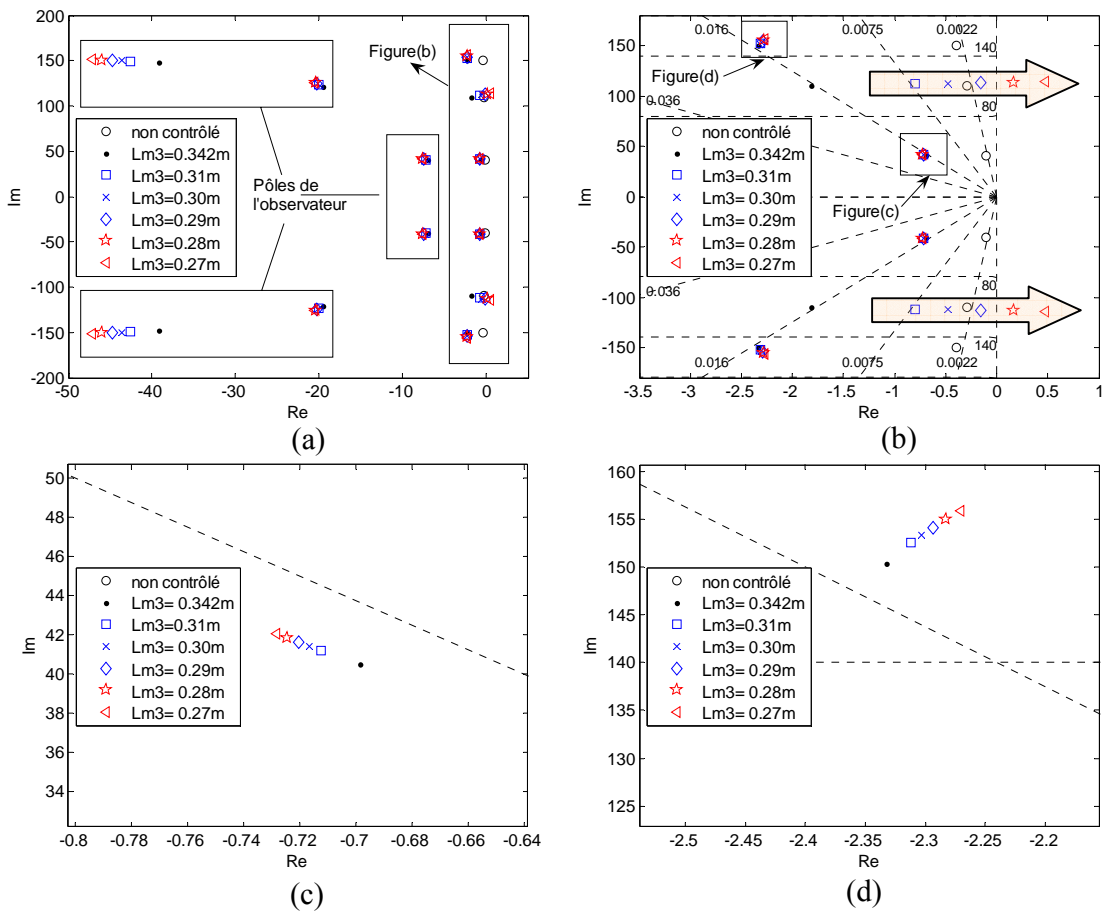 200
150
100
50
0
-50
-100
-150
-200
Im
-50
-40
-30
-20
-10
0
Re
(a)
Figure(b)
non contrôlé
Lm3=0.342m
Lm3=0.31m
Lm3=0.30m
Lm3=0.29m
Lm3=0.28m
Lm3=0.27m
Pôles de
l'observateur
150
100
50
0
-50
-100
-150
Im
-3.5
-3
-2.5
-2
-1.5
-1
-0.5
0
0.5
1
Re
(b)
0.016
0.0075
0.0022
140
80
0.036
Figure(d)
Figure(c)
non contrôlé
Lm3=0.342m
Lm3=0.31m
Lm3=0.30m
Lm3=0.29m
Lm3=0.28m
Lm3=0.27m
0.036
80
140
0.016
0.0075
0.0022
50
48
46
44
42
40
38
36
34
Im
-0.8
-0.78
-0.76
-0.74
-0.72
-0.7
-0.68
-0.66
-0.64
Re
(c)
non contrôlé
Lm3= 0.342m
Lm3=0.31m
Lm3= 0.30m
Lm3= 0.29m
Lm3= 0.28m
Lm3= 0.27m
160
155
150
145
140
135
130
125
Im
-2.5
-2.45
-2.4
-2.35
-2.3
-2.25
-2.2
Re
(d)
non contrôlé
Lm3= 0.342m
Lm3=0.31m
Lm3= 0.30m
Lm3= 0.29m
Lm3= 0.28m
Lm3= 0.27m